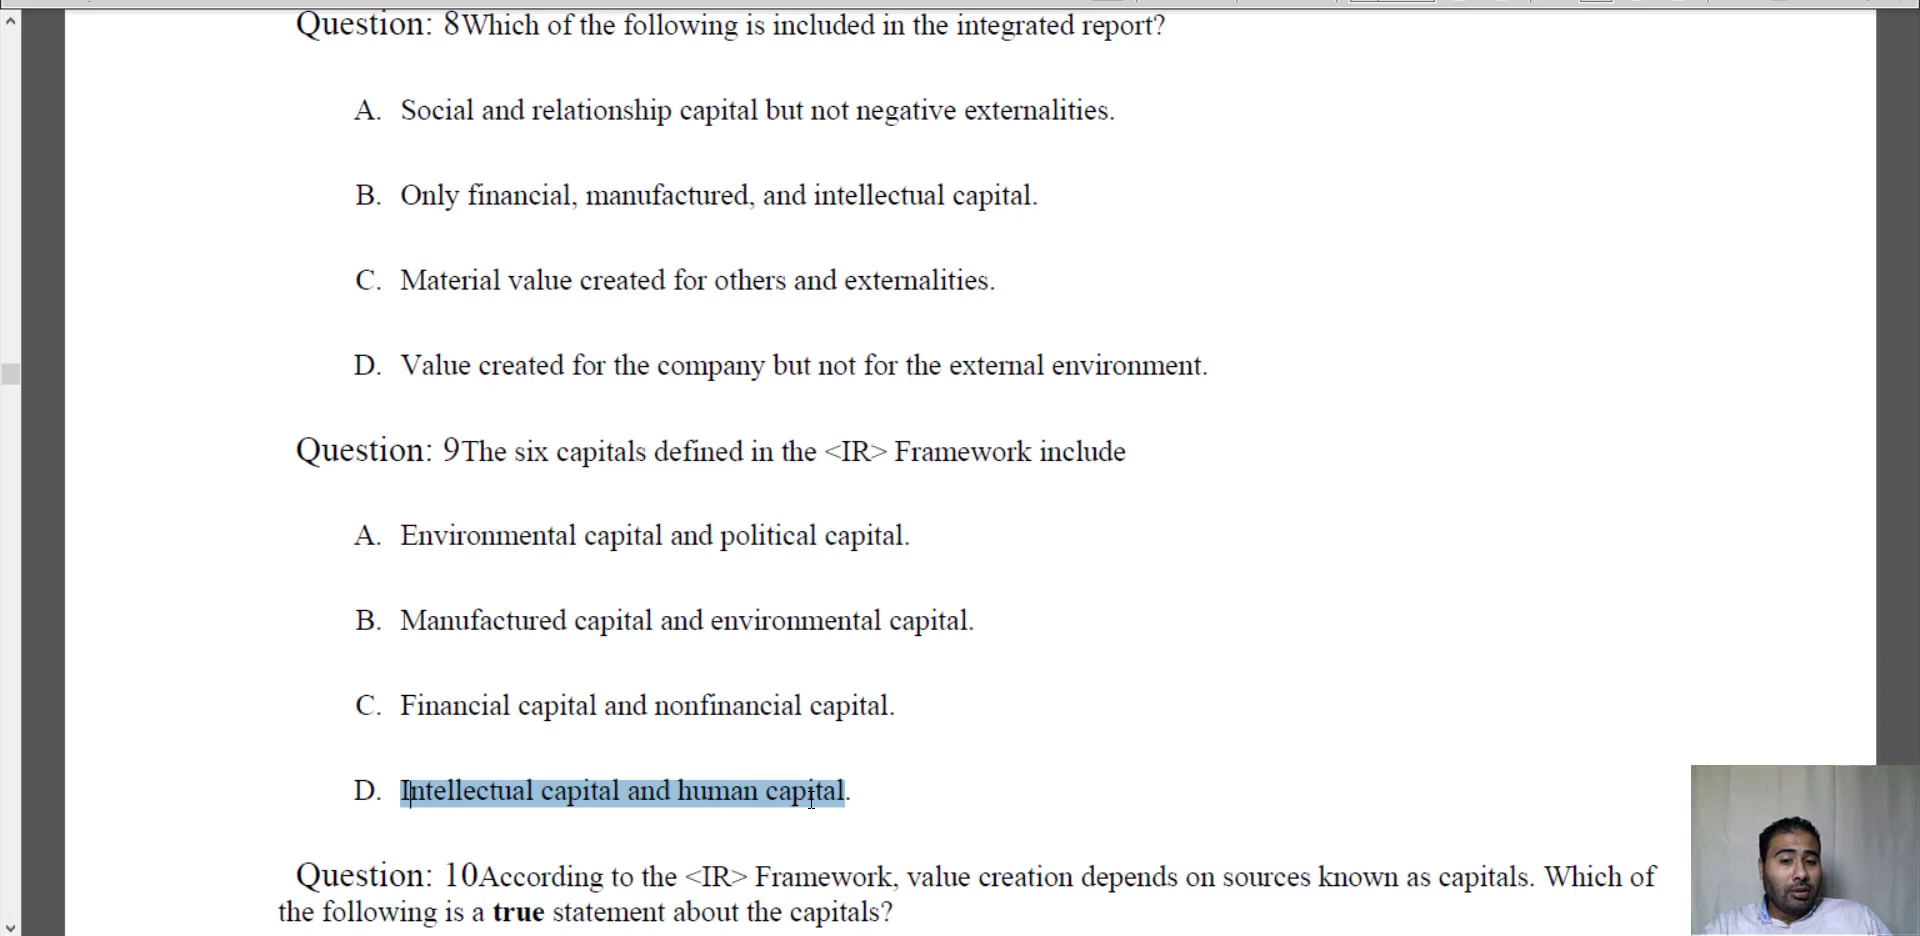 Question: 8Which of the following is included in the integrated report?
A. Social and relationship capital but not negative externalities.
B. Only financial, manufactured, and intellectual capital.
C. Material value created for others and externalities.
D. Value created for the company but not for the external environment.
Question: 9The six capitals defined in the <IR> Framework include
A. Environmental capital and political capital.
B. Manufactured capital and environmental capital.
C. Financial capital and nonfinancial capital.
D. Intellectual capital and human capital.
Question: 10According to the <IR> Framework, value creation depends on sources known as capitals. Which of
the following is a true statement about the capitals?